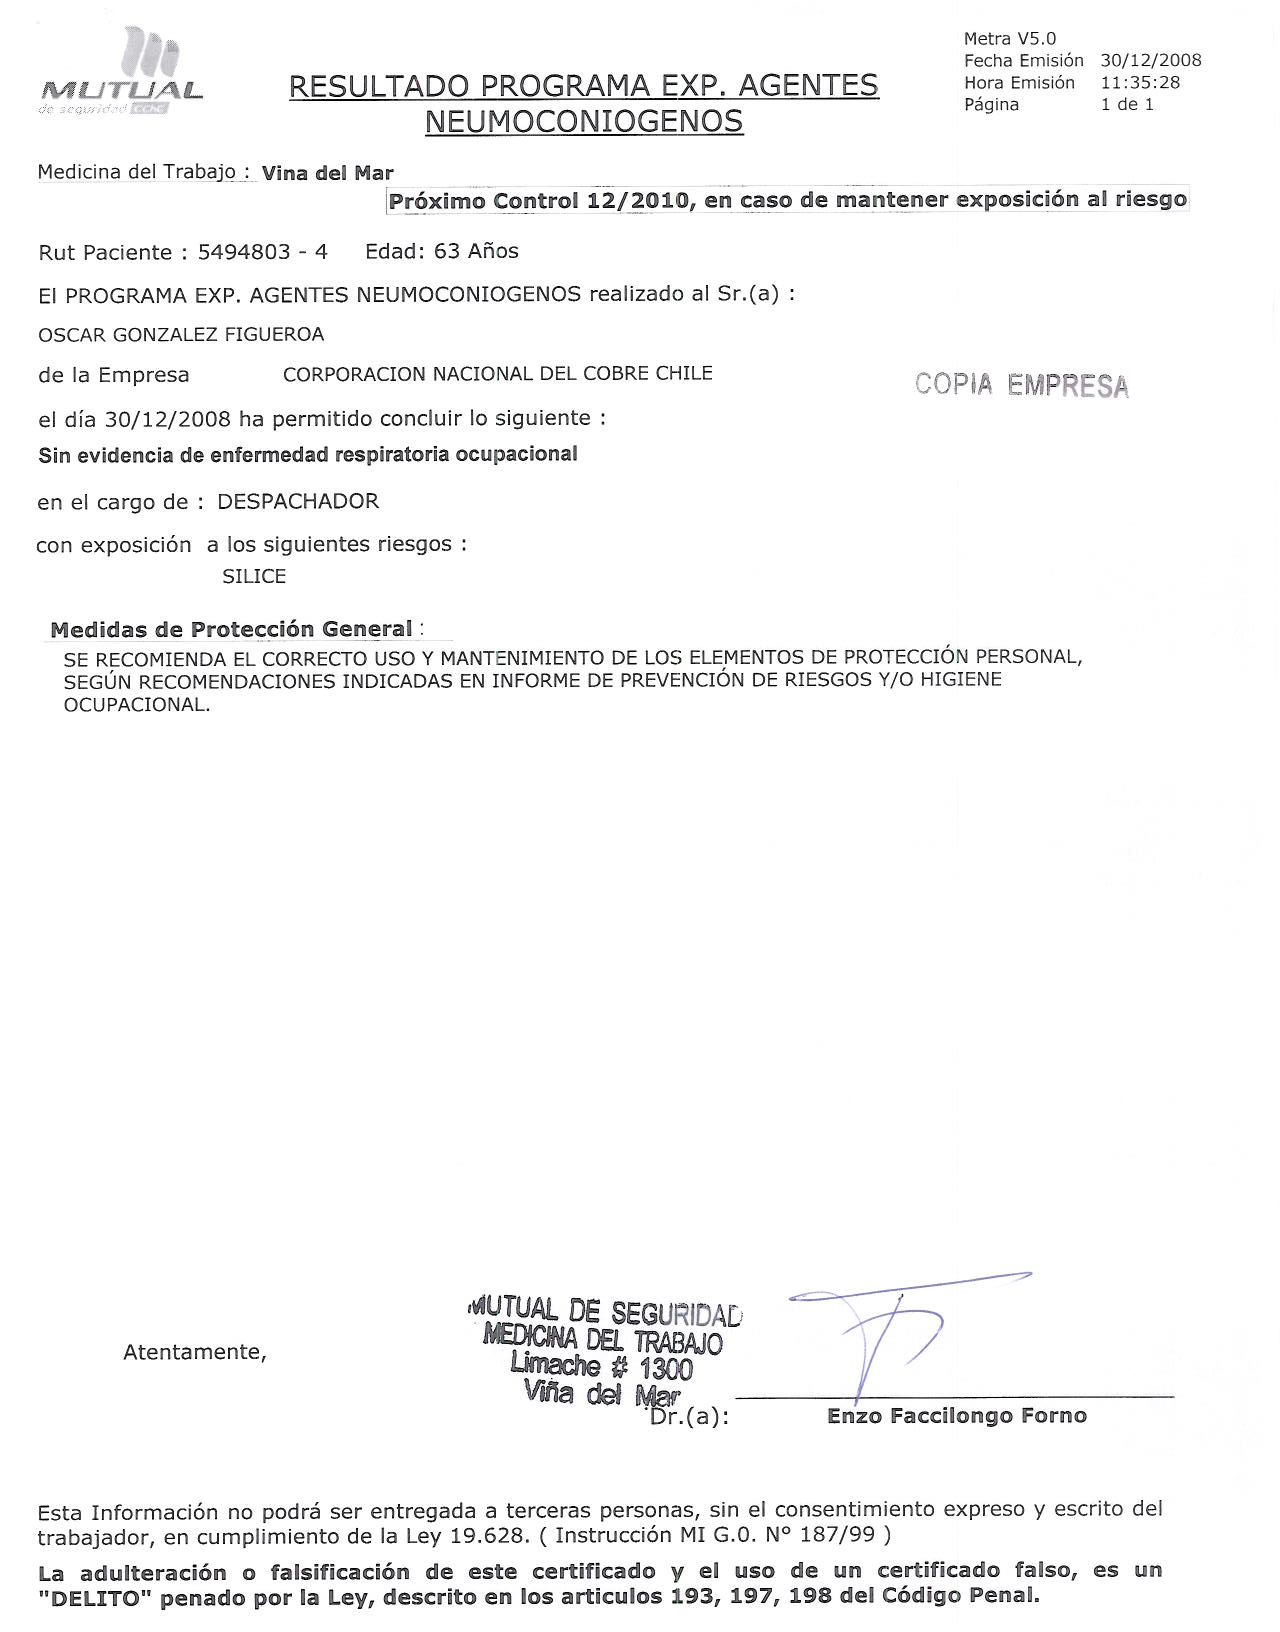 MUTUAL
de seguridad CChC
RESULTADO PROGRAMA EXP. AGENTES
NEUMOCONIOGENOS
Metra V5.0
Fecha Emisión 30/12/2008
Hora Emisión 11:35:28
Página 1 de 1
Medicina del Trabajo : Vina del Mar
Próximo Control 12/2010, en caso de mantener exposición al riesgo
Rut Paciente : 5494803 - 4 Edad: 63 Años
El PROGRAMA EXP. AGENTES NEUMOCONIOGENOS realizado al Sr.(a) :
OSCAR GONZALEZ FIGUEROA
de la Empresa CORPORACION NACIONAL DEL COBRE CHILE
COPIA EMPRESA
el día 30/12/2008 ha permitido concluir lo siguiente :
Sin evidencia de enfermedad respiratoria ocupacional
en el cargo de : DESPACHADOR
con exposición a los siguientes riesgos :
SILICE
Medidas de Protección General :
SE RECOMIENDA EL CORRECTO USO Y MANTENIMIENTO DE LOS ELEMENTOS DE PROTECCIÓN PERSONAL,
SEGÚN RECOMENDACIONES INDICADAS EN INFORME DE PREVENCIÓN DE RIESGOS Y/O HIGIENE
OCUPACIONAL.
MUTUAL DE SEGURIDAD
MEDICINA DEL TRABAJO
Limache # 1300
Viña del Mar
Atentamente,
Dr.(a): Enzo Faccilongo Forno
Esta Información no podrá ser entregada a terceras personas, sin el consentimiento expreso y escrito del
trabajador, en cumplimiento de la Ley 19.628. ( Instrucción MI G.0. N° 187/99 )
La adulteración o falsificación de este certificado y el uso de un certificado falso, es un
"DELITO" penado por la Ley, descrito en los articulos 193, 197, 198 del Código Penal.